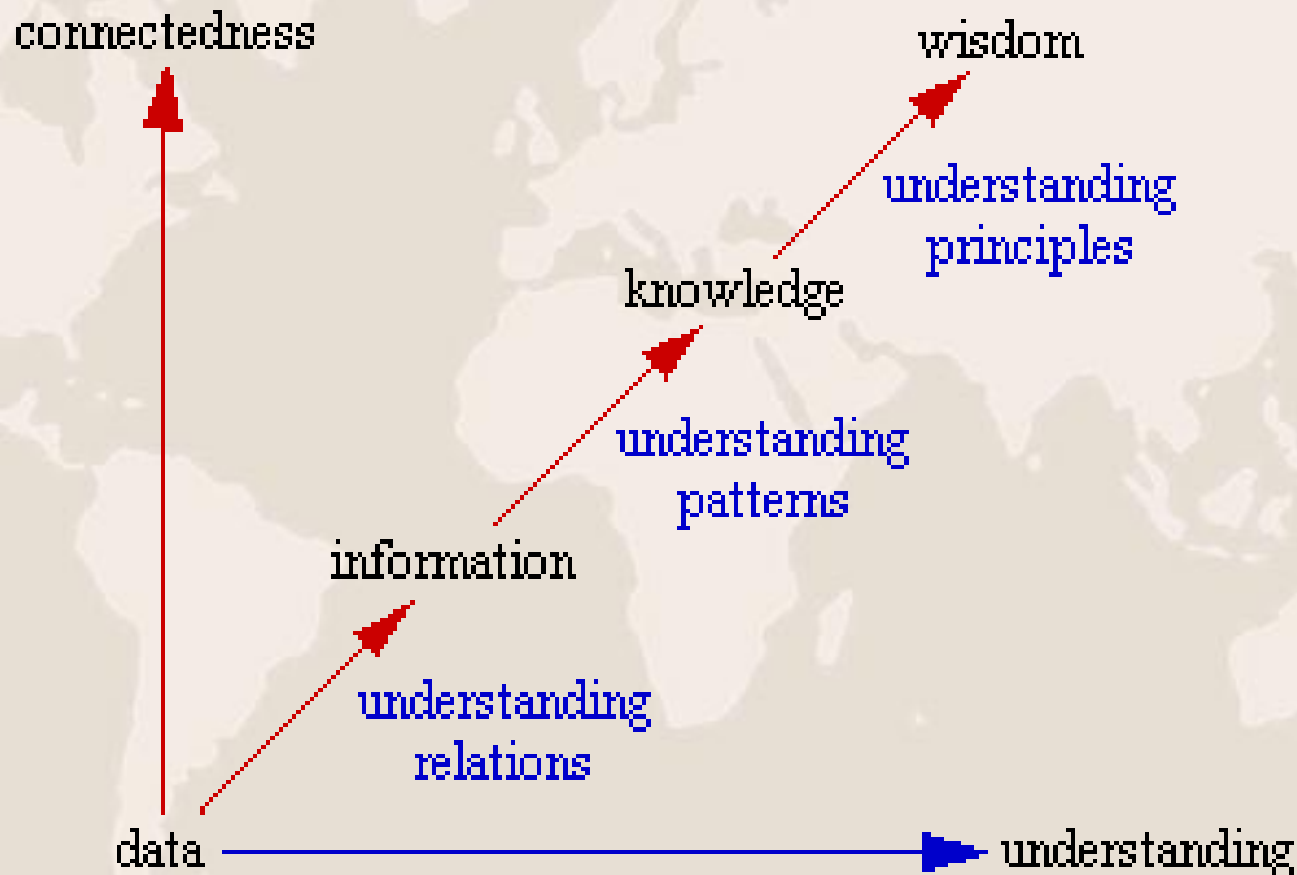 connectedness
wisdom
understanding
principles
knowledge
understanding
patterns
information
understanding
relations
data
understanding